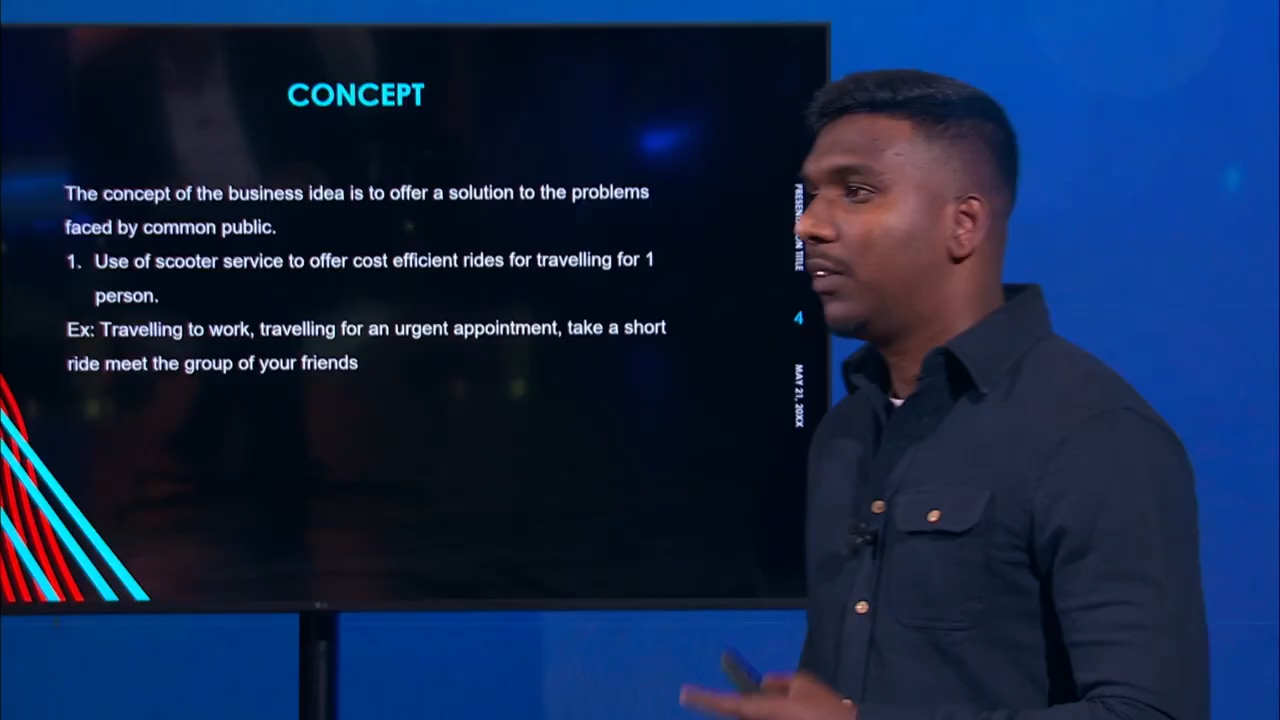 CONCEPT
The concept of the business idea is to offer a solution to the problems
faced by common public.
1. Use of scooter service to offer cost efficient rides for travelling for 1
person.
Ex: Travelling to work, travelling for an urgent appointment, take a short
ride meet the group of your friends
TITLE
4
MAY 21, 20XX